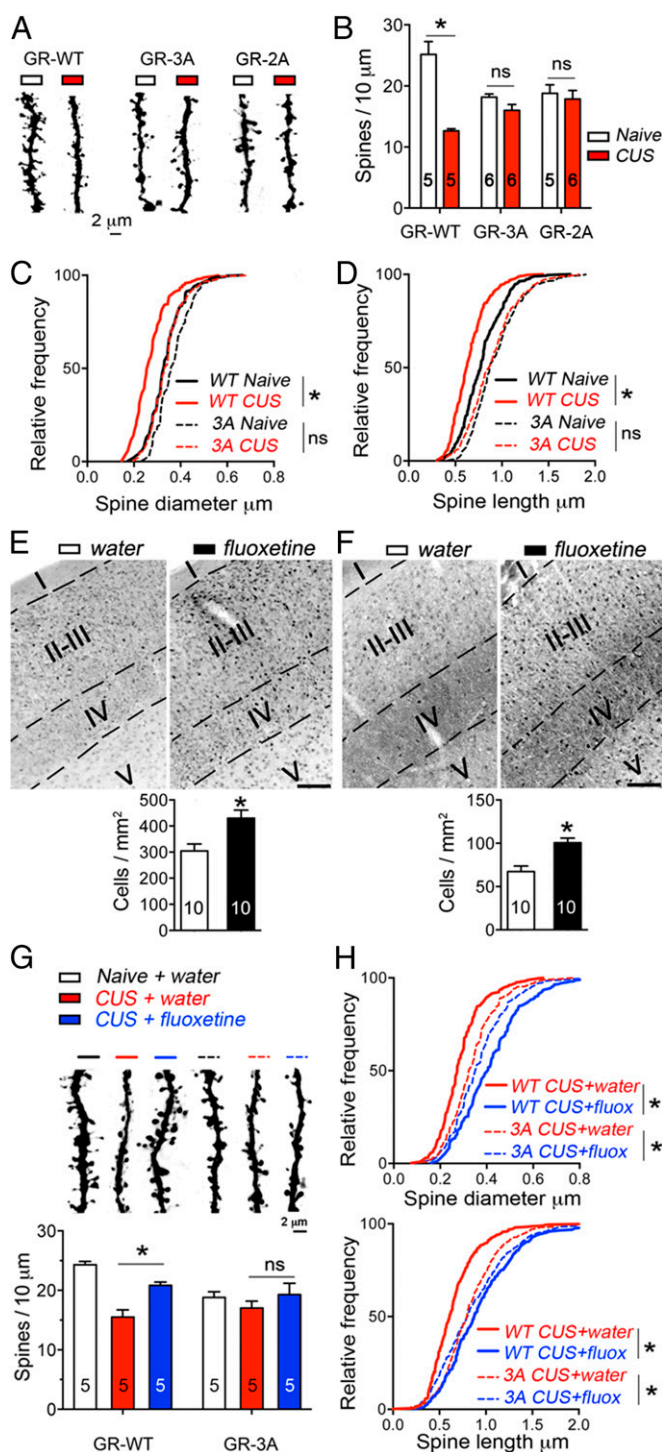 A
GR-WT GR-3A GR-2A
2 µm
B
Spines / 10 µm
30
20
10
0
* ns ns
5 5 6 6 5 6
GR-WT GR-3A GR-2A
Naive
CUS
C
Relative frequency
100
50
0
WT Naive
WT CUS
*
3A Naive
3A CUS
ns
0.0 0.2 0.4 0.6 0.8
Spine diameter µm
D
Relative frequency
100
50
0
WT Naive
WT CUS
*
3A Naive
3A CUS
ns
0.0 0.5 1.0 1.5 2.0
Spine length µm
E
water fluoxetine
I
II-III
IV
V
Cells / mm²
500
400
300
200
100
0
*
10 10
F
water fluoxetine
I
II-III
IV
V
Cells / mm²
150
100
50
0
*
10 10
G
Naive + water
CUS + water
CUS + fluoxetine
2 µm
Spines / 10 µm
30
20
10
0
* ns
5 5 5 5 5 5
GR-WT GR-3A
H
Relative frequency
100
50
0
WT CUS+water
WT CUS+fluox
*
3A CUS+water
3A CUS+fluox
*
0.0 0.2 0.4 0.6 0.8
Spine diameter µm
Relative frequency
100
50
0
WT CUS+water
WT CUS+fluox
*
3A CUS+water
3A CUS+fluox
*
0.0 0.5 1.0 1.5 2.0
Spine length µm